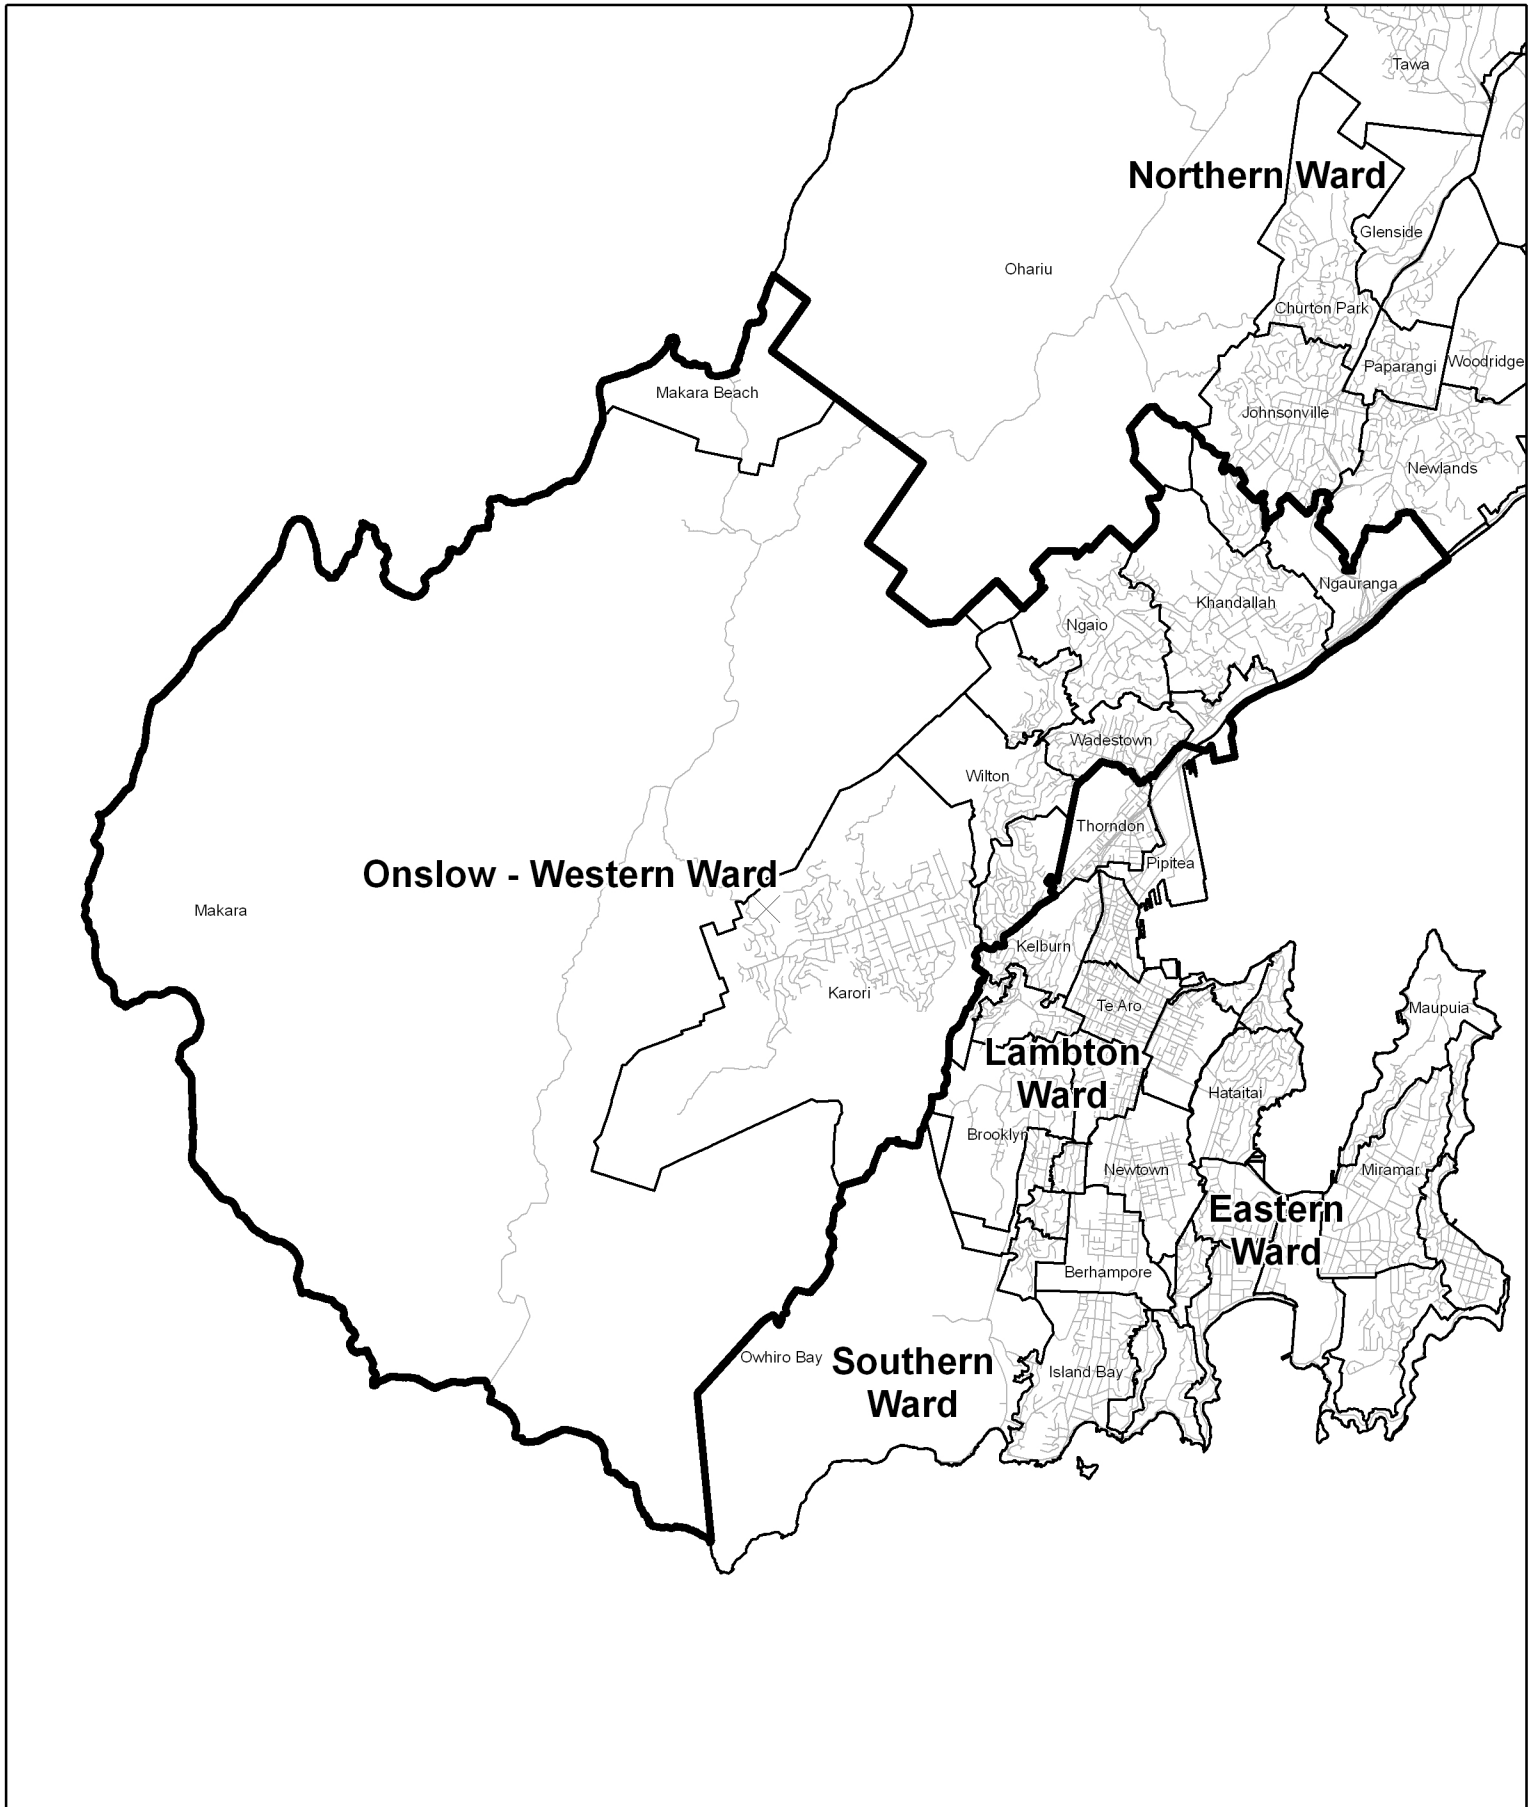 Tawa
Northern Ward
Glenside
Ohariu
Churton Park
Paparangi
Woodridge
Makara Beach
Johnsonville
Newlands
Ngauranga
Khandallah
Ngaio
Wadestown
Wilton
Thorndon
Pipitea
Onslow - Western Ward
Makara
Kelburn
Karori
Te Aro
Maupuia
Lambton
Ward
Hataitai
Brooklyn
Newtown
Miramar
Eastern
Ward
Berhampore
Owhiro Bay
Southern
Ward
Island Bay